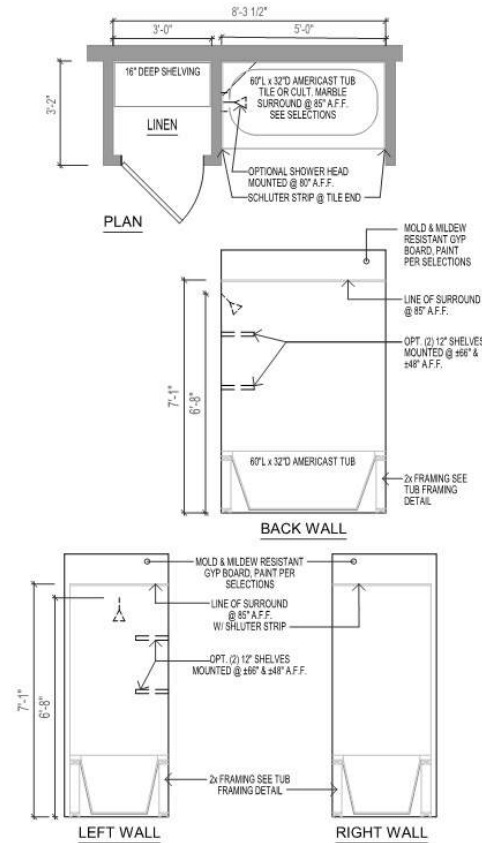 8'-3 1/2"
3'-0"
5'-0"
3'-2"
16" DEEP SHELVING
LINEN
60"L x 32"D AMERICAST TUB
TILE OR CULT. MARBLE
SURROUND @ 85" A.F.F.
SEE SELECTIONS
OPTIONAL SHOWER HEAD
MOUNTED @ 80" A.F.F.
SCHLUTER STRIP @ TILE END
PLAN
MOLD & MILDEW
RESISTANT GYP
BOARD, PAINT
PER SELECTIONS
LINE OF SURROUND
@ 85" A.F.F.
OPT. (2) 12" SHELVES
MOUNTED @ ±66" &
±48" A.F.F.
7'-1"
6'-8"
60"L x 32"D AMERICAST TUB
2x FRAMING SEE
TUB FRAMING
DETAIL
BACK WALL
MOLD & MILDEW RESISTANT
GYP BOARD, PAINT PER
SELECTIONS
LINE OF SURROUND
@ 85" A.F.F.
W/ SHLUTER STRIP
OPT. (2) 12" SHELVES
MOUNTED @ ±66" & ±48" A.F.F.
7'-1"
6'-8"
2x FRAMING SEE TUB
FRAMING DETAIL
LEFT WALL
RIGHT WALL